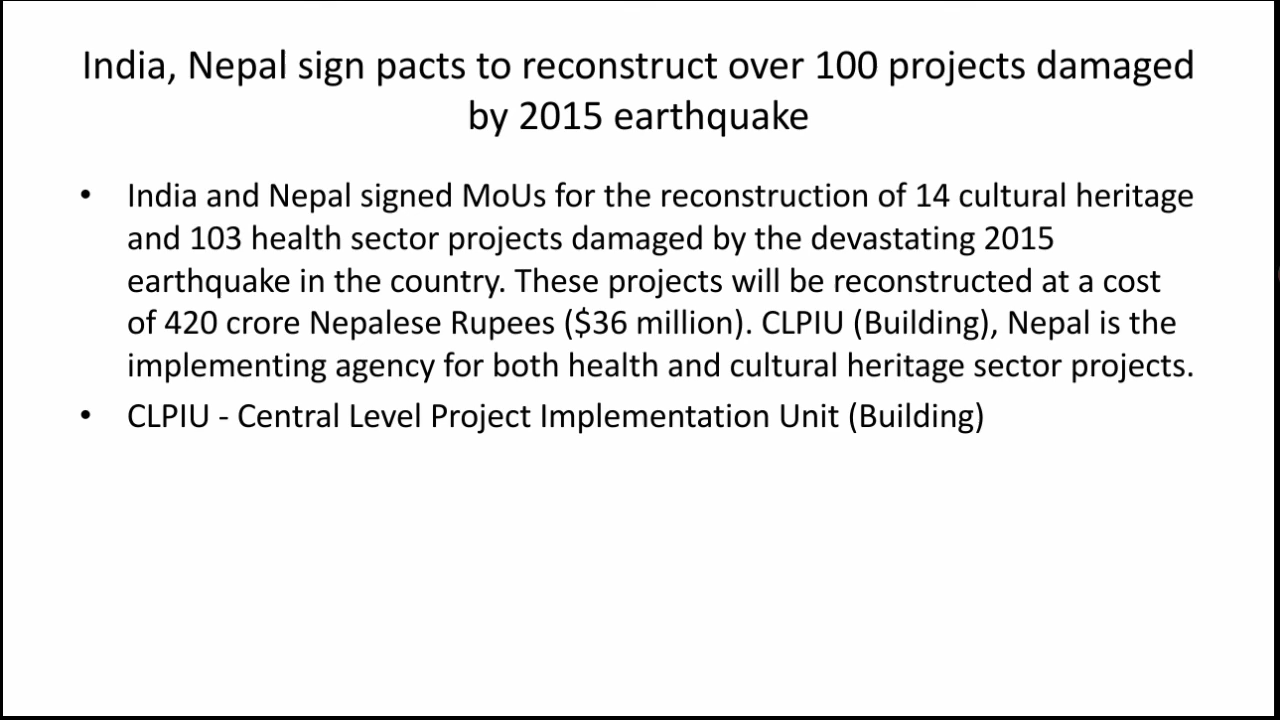 India, Nepal sign pacts to reconstruct over 100 projects damaged
by 2015 earthquake
• India and Nepal signed MoUs for the reconstruction of 14 cultural heritage
and 103 health sector projects damaged by the devastating 2015
earthquake in the country. These projects will be reconstructed at a cost
of 420 crore Nepalese Rupees ($36 million). CLPIU (Building), Nepal is the
implementing agency for both health and cultural heritage sector projects.
• CLPIU - Central Level Project Implementation Unit (Building)